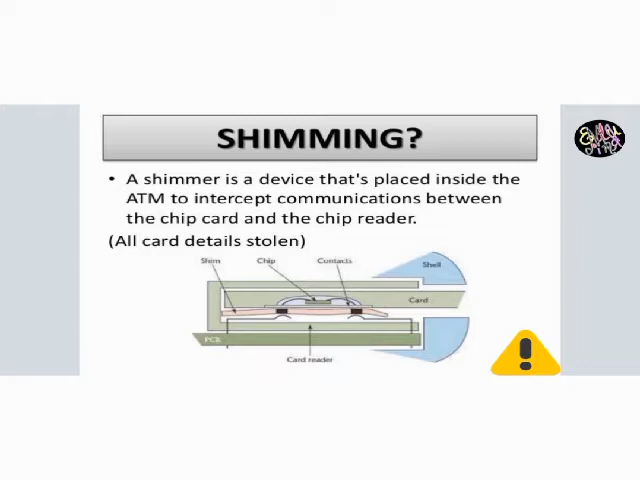 SHIMMING?
• A shimmer is a device that's placed inside the
ATM to intercept communications between
the chip card and the chip reader.
(All card details stolen)
Shim Chip Contacts Shell
Card
PCB
Card reader